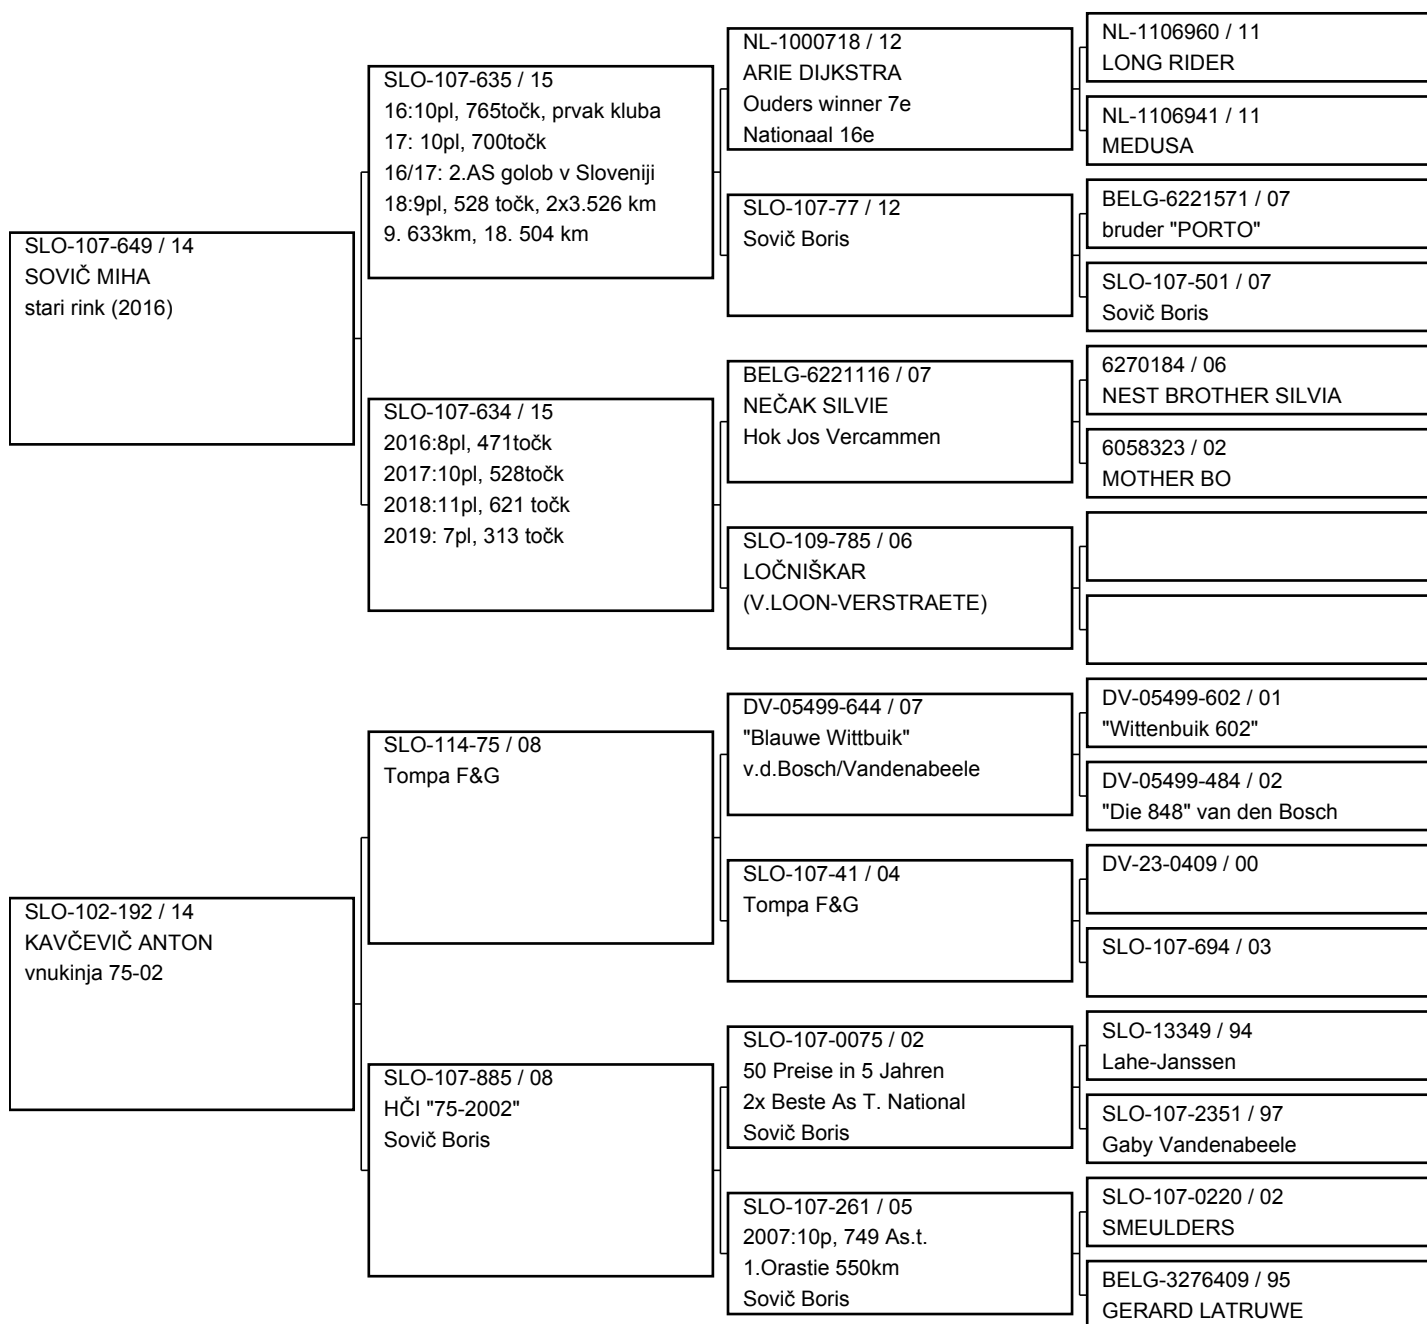 SLO-107-649 / 14
SOVIČ MIHA
stari rink (2016)
SLO-102-192 / 14
KAVČEVIČ ANTON
vnukinja 75-02
SLO-107-635 / 15
16:10pl, 765točk, prvak kluba
17: 10pl, 700točk
16/17: 2.AS golob v Sloveniji
18:9pl, 528 točk, 2x3.526 km
9. 633km, 18. 504 km
SLO-107-634 / 15
2016:8pl, 471točk
2017:10pl, 528točk
2018:11pl, 621 točk
2019: 7pl, 313 točk
SLO-114-75 / 08
Tompa F&G
SLO-107-885 / 08
HČI "75-2002"
Sovič Boris
NL-1000718 / 12
ARIE DIJKSTRA
Ouders winner 7e
Nationaal 16e
SLO-107-77 / 12
Sovič Boris
BELG-6221116 / 07
NEČAK SILVIE
Hok Jos Vercammen
SLO-109-785 / 06
LOČNIŠKAR
(V.LOON-VERSTRAETE)
DV-05499-644 / 07
"Blauwe Wittbuik"
v.d.Bosch/Vandenabeele
SLO-107-41 / 04
Tompa F&G
SLO-107-0075 / 02
50 Preise in 5 Jahren
2x Beste As T. National
Sovič Boris
SLO-107-261 / 05
2007:10p, 749 As.t.
1.Orastie 550km
Sovič Boris
NL-1106960 / 11
LONG RIDER
NL-1106941 / 11
MEDUSA
BELG-6221571 / 07
bruder "PORTO"
SLO-107-501 / 07
Sovič Boris
6270184 / 06
NEST BROTHER SILVIA
6058323 / 02
MOTHER BO
DV-05499-602 / 01
"Wittenbuik 602"
DV-05499-484 / 02
"Die 848" van den Bosch
DV-23-0409 / 00
SLO-107-694 / 03
SLO-13349 / 94
Lahe-Janssen
SLO-107-2351 / 97
Gaby Vandenabeele
SLO-107-0220 / 02
SMEULDERS
BELG-3276409 / 95
GERARD LATRUWE